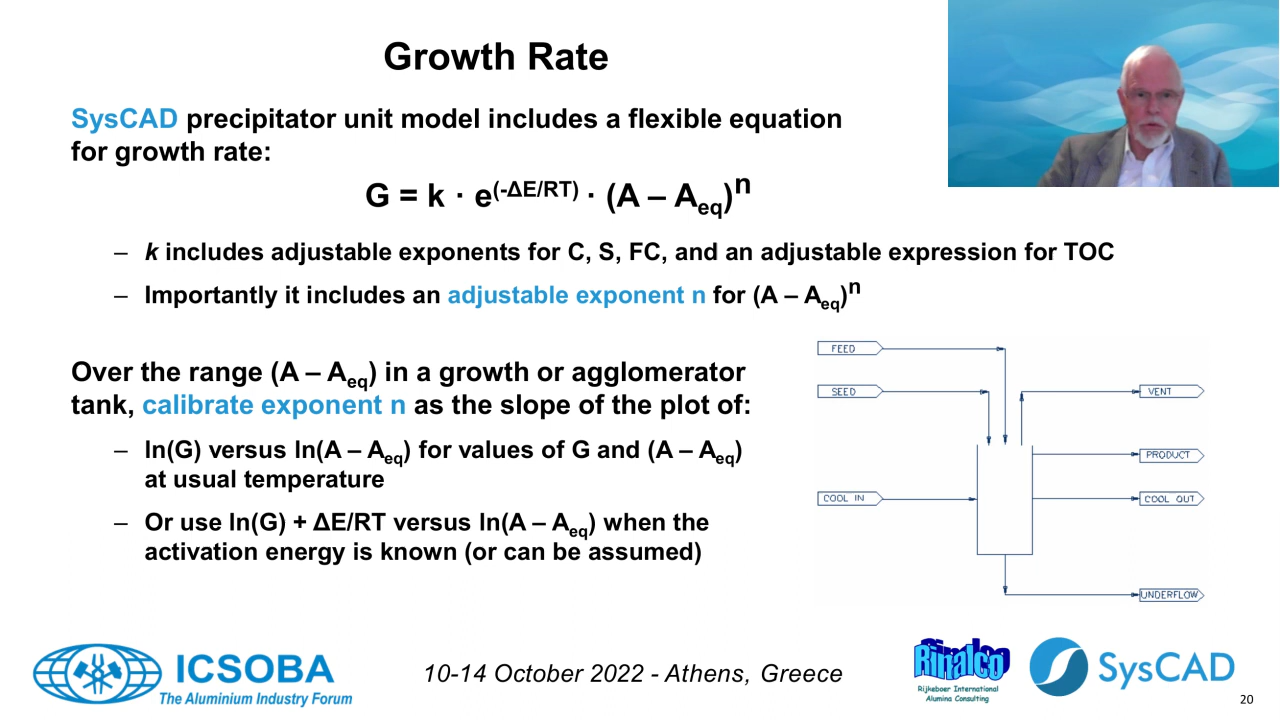 Growth Rate
SysCAD precipitator unit model includes a flexible equation
for growth rate:
G = k · e(-ΔE/RT) · (A – Aeq)n
– k includes adjustable exponents for C, S, FC, and an adjustable expression for TOC
– Importantly it includes an adjustable exponent n for (A – Aeq)n
Over the range (A – Aeq) in a growth or agglomerator
tank, calibrate exponent n as the slope of the plot of:
– ln(G) versus ln(A – Aeq) for values of G and (A – Aeq)
at usual temperature
– Or use ln(G) + ΔE/RT versus ln(A – Aeq) when the
activation energy is known (or can be assumed)
FEED
SEED
VENT
PRODUCT
COOL IN
COOL OUT
UNDERFLOW
ICSOBA
The Aluminium Industry Forum
10-14 October 2022 - Athens, Greece
Rinalco
Rijkeboer International
Alumina Consulting
SysCAD
20